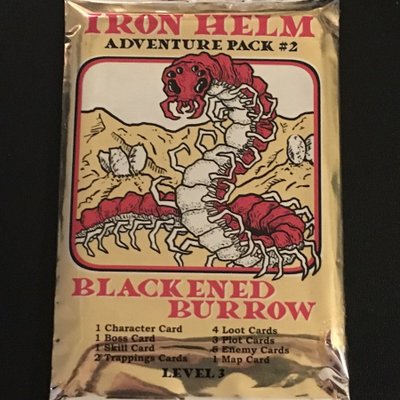 IRON HELM
ADVENTURE PACK #2
BLACKENED
BURROW
1 Character Card 4 Loot Cards
1 Boss Card 3 Plot Cards
1 Skill Card 6 Enemy Cards
2 Trappings Cards 1 Map Card
LEVEL 3